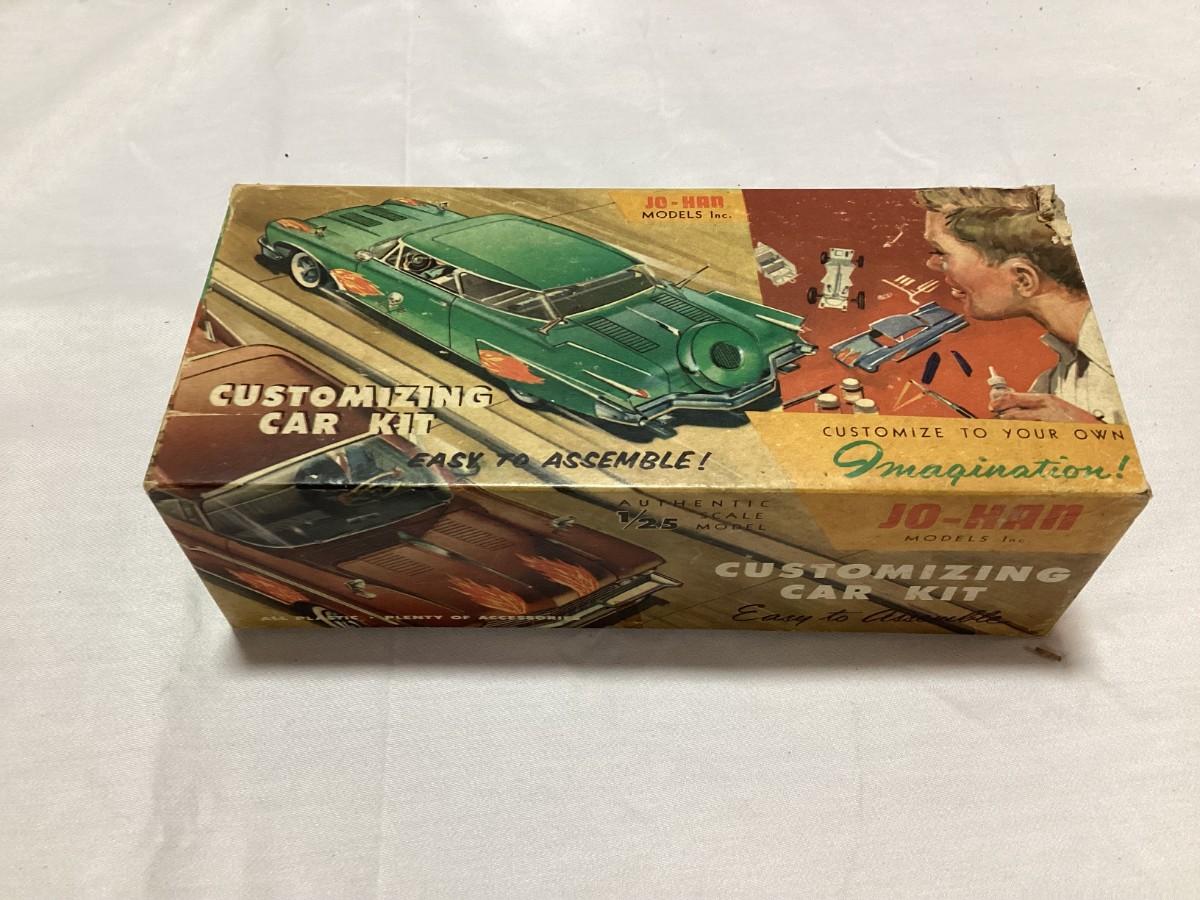 JO-HAN
MODELS Inc.
CUSTOMIZING
CAR KIT
EASY TO ASSEMBLE!
CUSTOMIZE TO YOUR OWN
Imagination!
AUTHENTIC
1/25 SCALE
MODEL
JO-HAN
MODELS Inc.
CUSTOMIZING
CAR KIT
Easy to Assemble
ALL PLASTIC - PLENTY OF ACCESSORIES